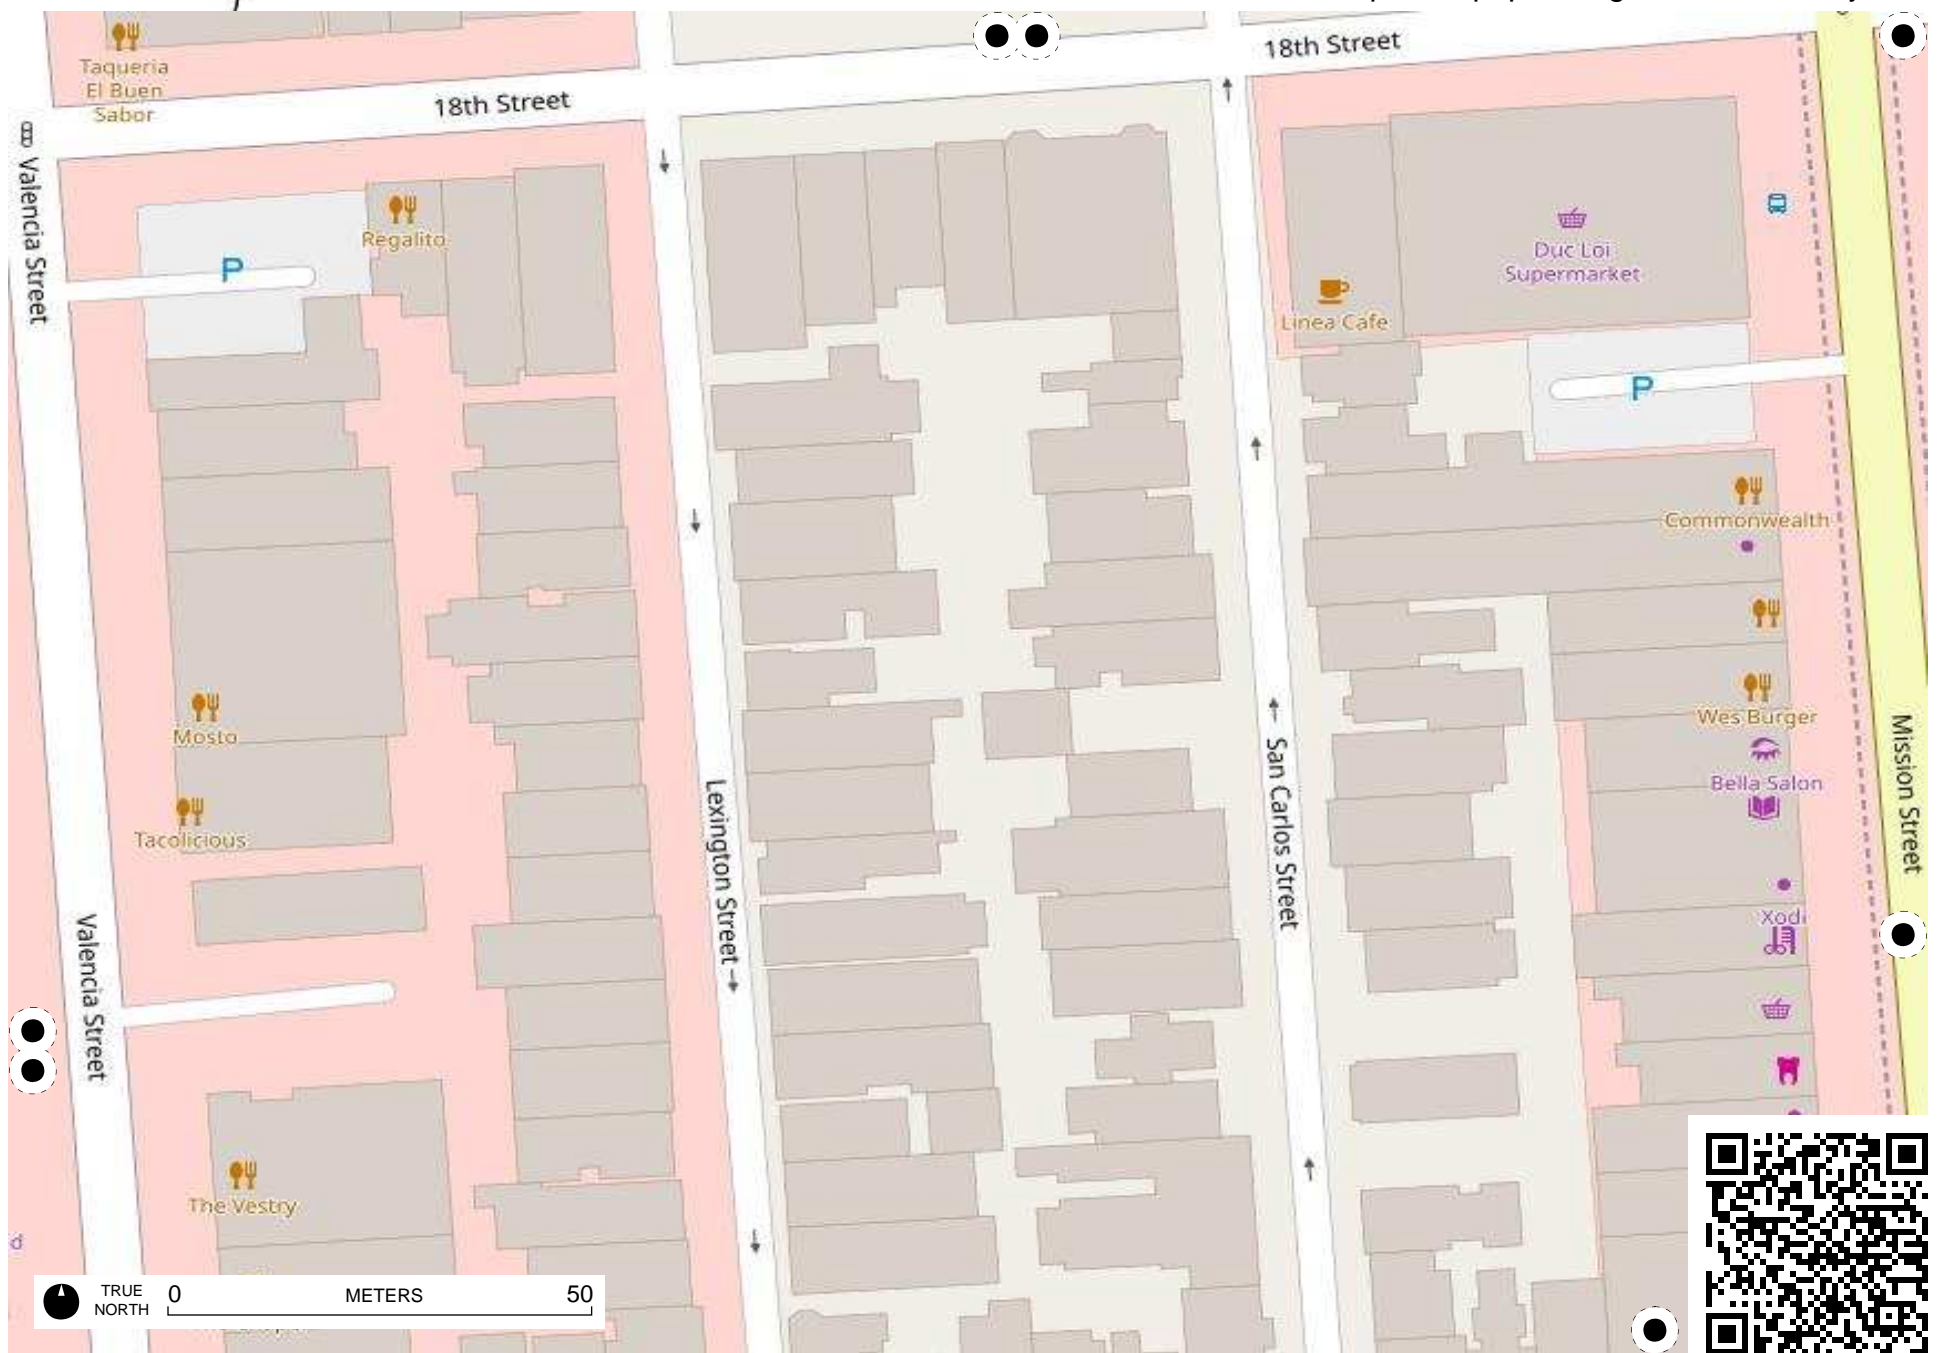 18th Street
Taqueria
El Buen
Sabor
18th Street
Valencia Street
P
Regalito
Duc Loi
Supermarket
Linea Cafe
P
Commonwealth
Mosto
Wes Burger
Bella Salon
Tacolicious
Lexington Street
San Carlos Street
Mission Street
Xodi
Valencia Street
The Vestry
d
TRUE
NORTH
0
METERS
50